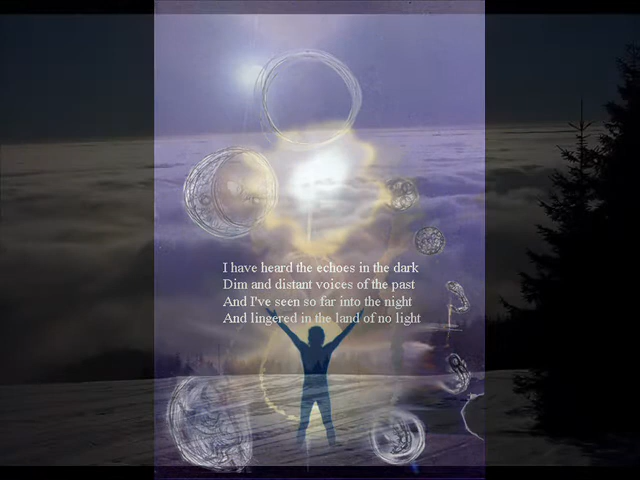 I have heard the echoes in the dark
Dim and distant voices of the past
And I've seen so far into the night
And lingered in the land of no light